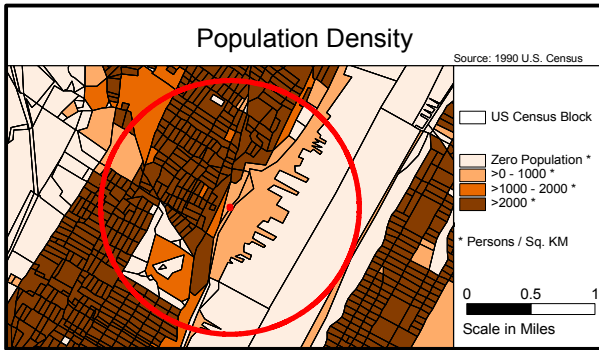 Population Density
Source: 1990 U.S. Census
US Census Block
Zero Population *
>0 - 1000 *
>1000 - 2000 *
>2000 *
* Persons / Sq. KM
0 0.5 1
Scale in Miles